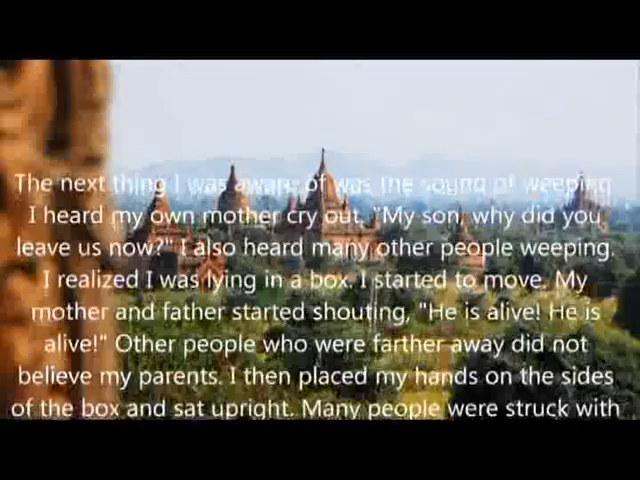 The next thing I was aware of was the sound of weeping.
I heard my own mother cry out, "My son, why did you
leave us now?" I also heard many other people weeping.
I realized I was lying in a box. I started to move. My
mother and father started shouting, "He is alive! He is
alive!" Other people who were farther away did not
believe my parents. I then placed my hands on the sides
of the box and sat upright. Many people were struck with